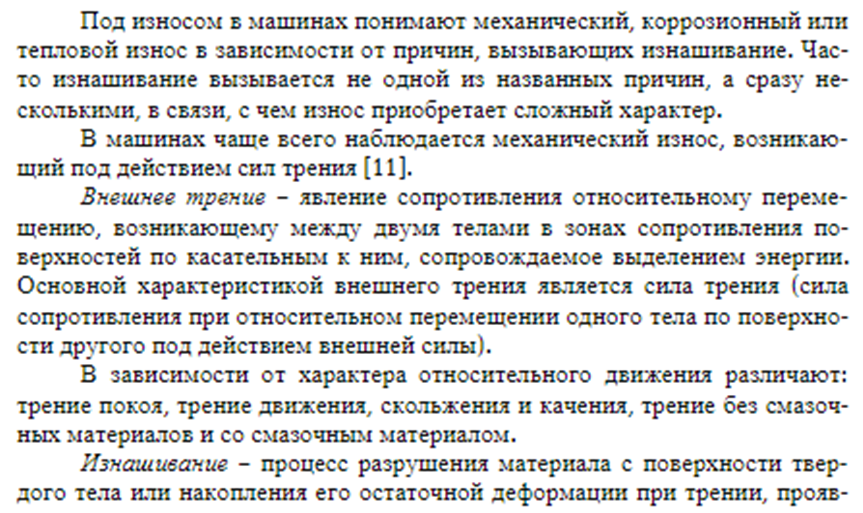 Под износом в машинах понимают механический, коррозионный или
тепловой износ в зависимости от причин, вызывающих изнашивание. Час-
то изнашивание вызывается не одной из названных причин, а сразу не-
сколькими, в связи, с чем износ приобретает сложный характер.
В машинах чаще всего наблюдается механический износ, возникаю-
щий под действием сил трения [11].
Внешнее трение – явление сопротивления относительному переме-
щению, возникающему между двумя телами в зонах сопротивления по-
верхностей по касательным к ним, сопровождаемое выделением энергии.
Основной характеристикой внешнего трения является сила трения (сила
сопротивления при относительном перемещении одного тела по поверхно-
сти другого под действием внешней силы).
В зависимости от характера относительного движения различают:
трение покоя, трение движения, скольжения и качения, трение без смазоч-
ных материалов и со смазочным материалом.
Изнашивание – процесс разрушения материала с поверхности твер-
дого тела или накопления его остаточной деформации при трении, прояв-